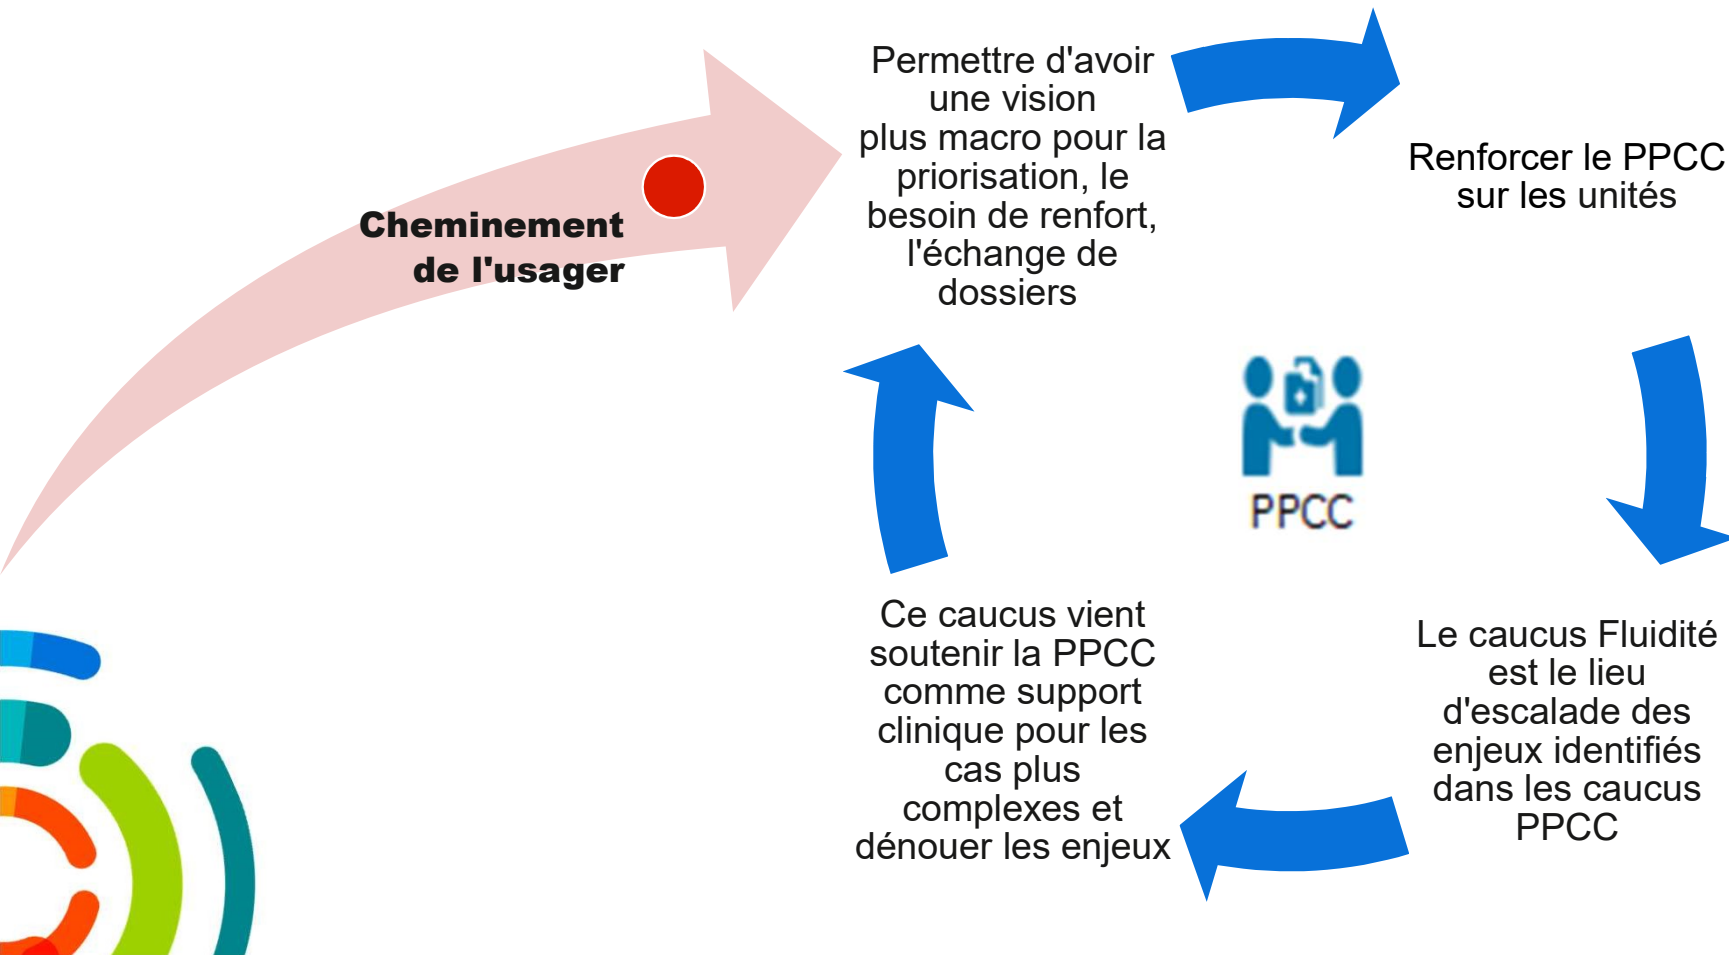 Cheminement
de l'usager
Permettre d'avoir
une vision
plus macro pour la
priorisation, le
besoin de renfort,
l'échange de
dossiers
Renforcer le PPCC
sur les unités
PPCC
Le caucus Fluidité
est le lieu
d'escalade des
enjeux identifiés
dans les caucus
PPCC
Ce caucus vient
soutenir la PPCC
comme support
clinique pour les
cas plus
complexes et
dénouer les enjeux